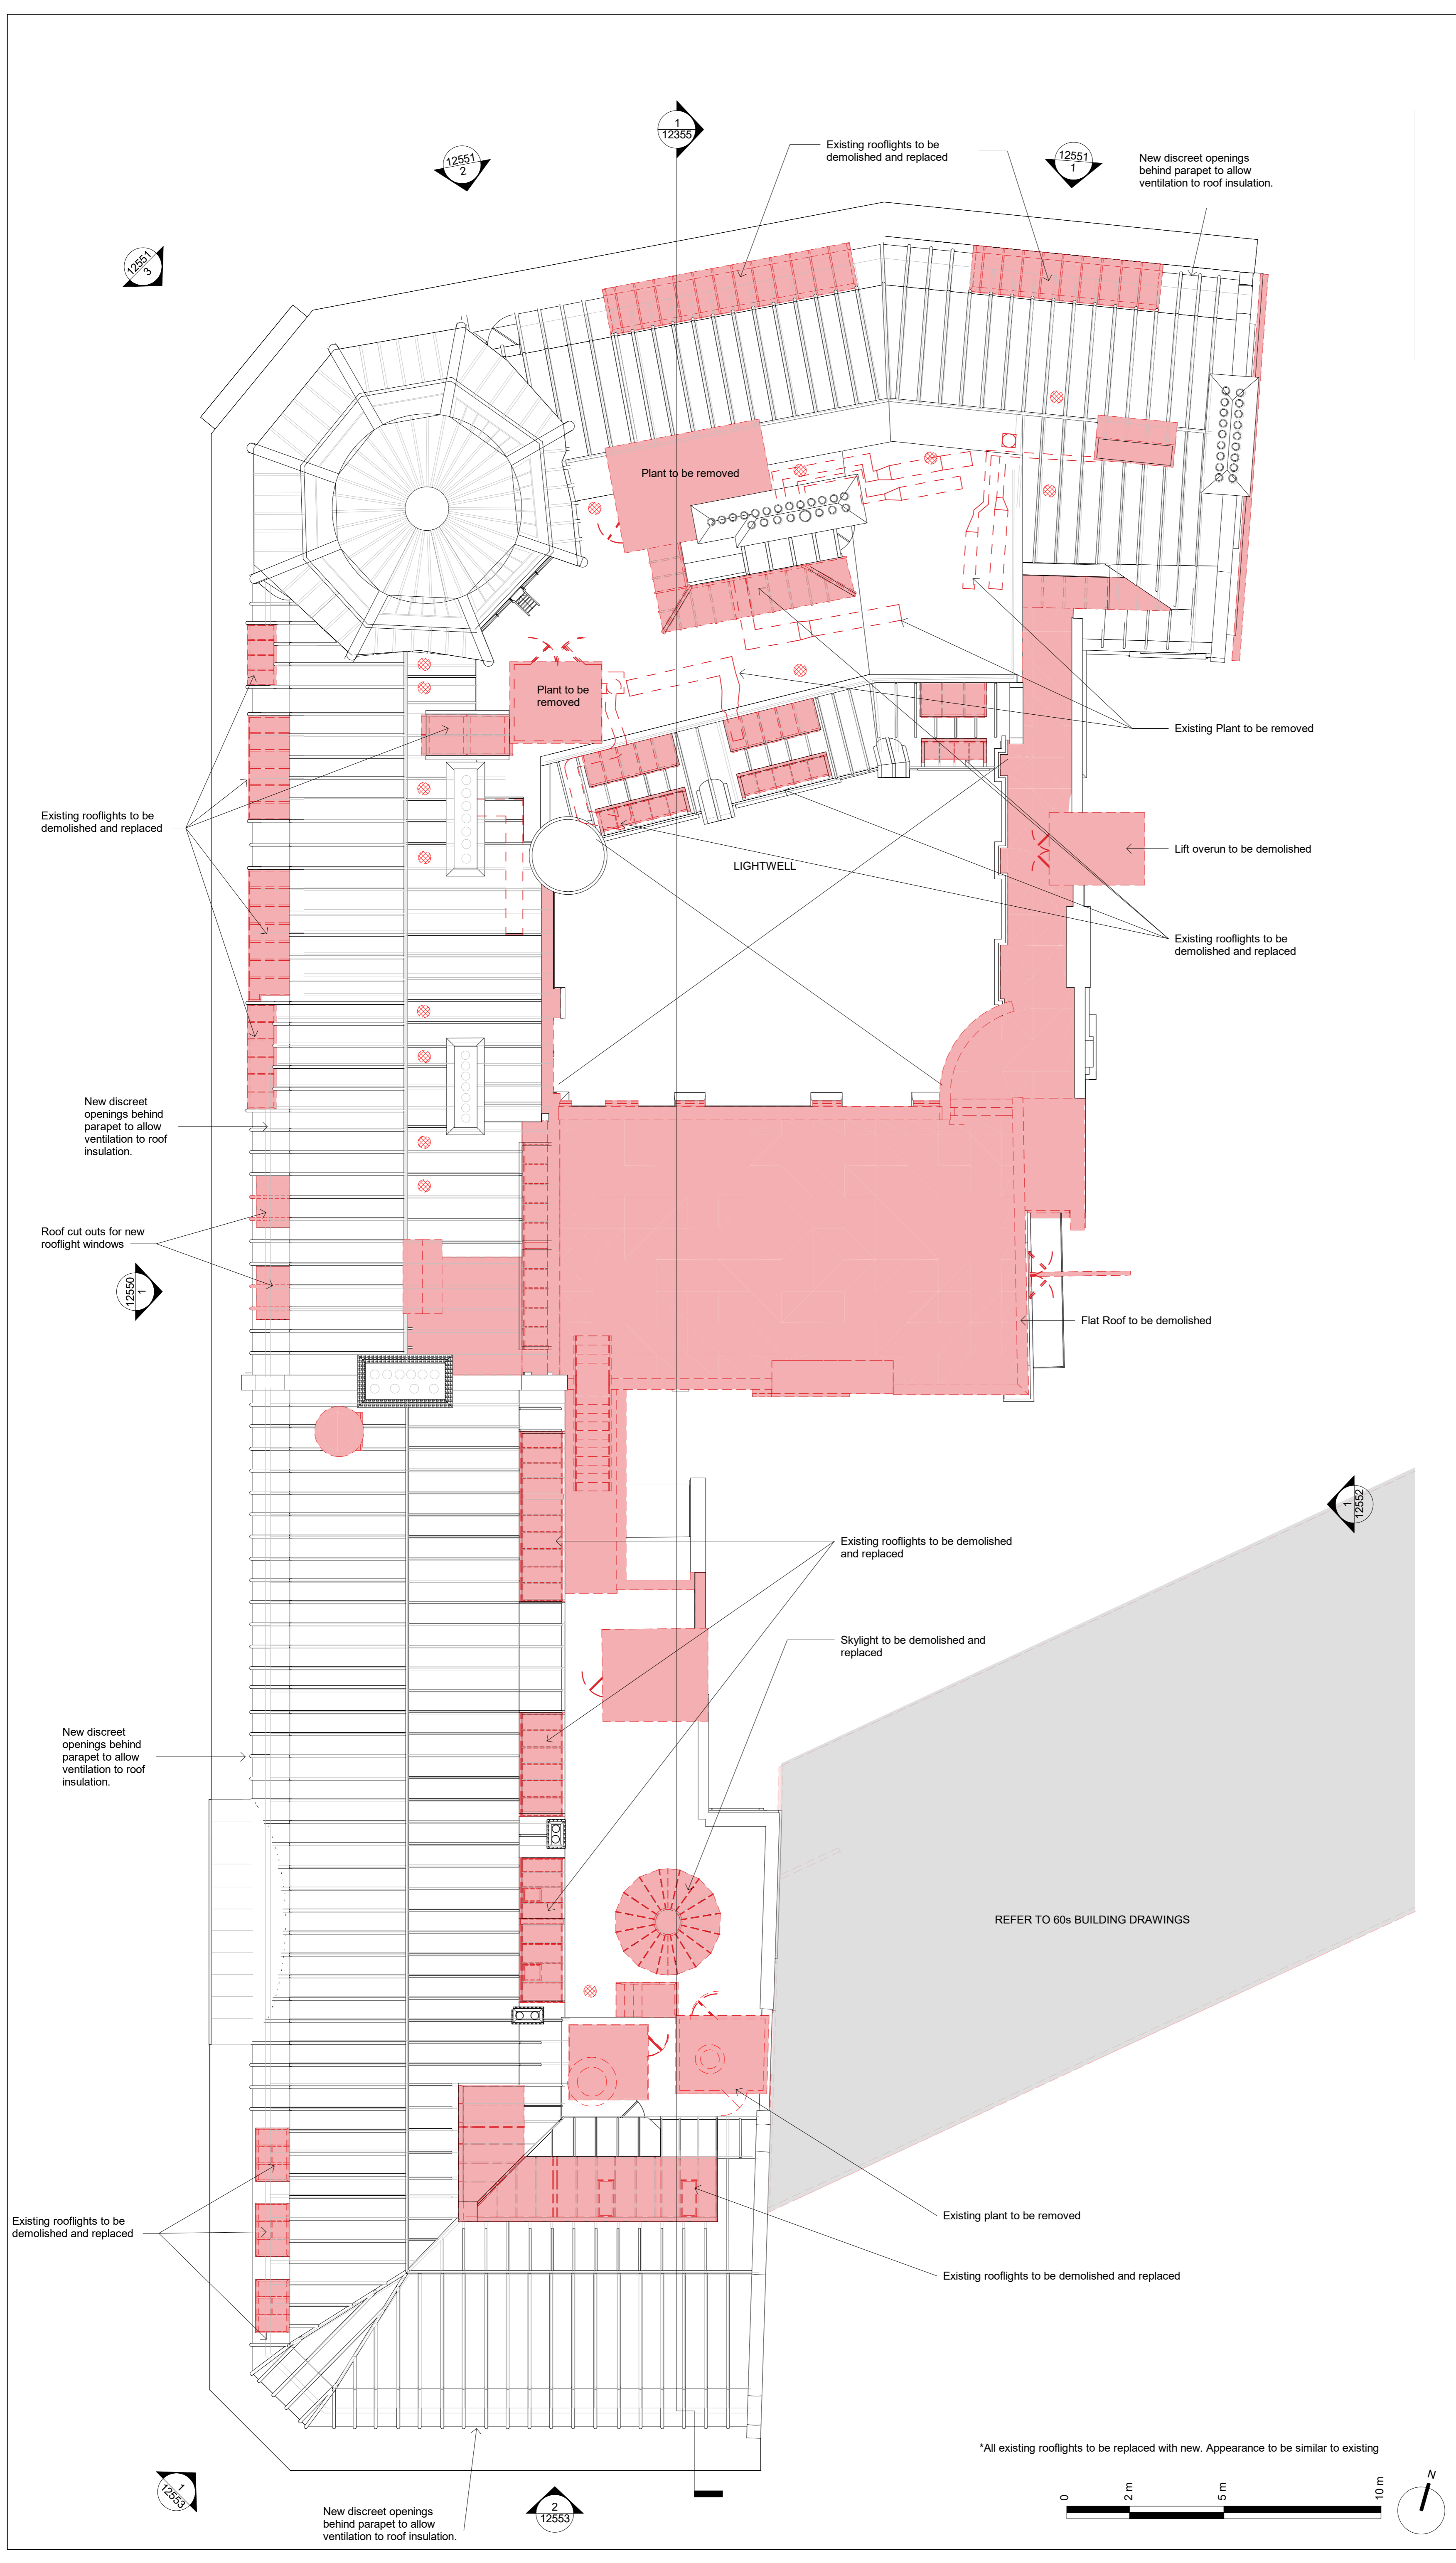 1
12355
12551
2
12551
1
12551
3
Existing rooflights to be
demolished and replaced
New discreet openings
behind parapet to allow
ventilation to roof insulation.
Plant to be removed
Plant to be
removed
Existing Plant to be removed
Existing rooflights to be
demolished and replaced
Lift overun to be demolished
LIGHTWELL
Existing rooflights to be
demolished and replaced
New discreet
openings behind
parapet to allow
ventilation to roof
insulation.
Roof cut outs for new
rooflight windows
12550
1
Flat Roof to be demolished
1
12552
Existing rooflights to be demolished
and replaced
Skylight to be demolished and
replaced
New discreet
openings behind
parapet to allow
ventilation to roof
insulation.
REFER TO 60s BUILDING DRAWINGS
Existing plant to be removed
Existing rooflights to be
demolished and replaced
Existing rooflights to be demolished and replaced
*All existing rooflights to be replaced with new. Appearance to be similar to existing
1
12553
New discreet openings
behind parapet to allow
ventilation to roof insulation.
2
12553
0
2 m
5 m
10 m
N